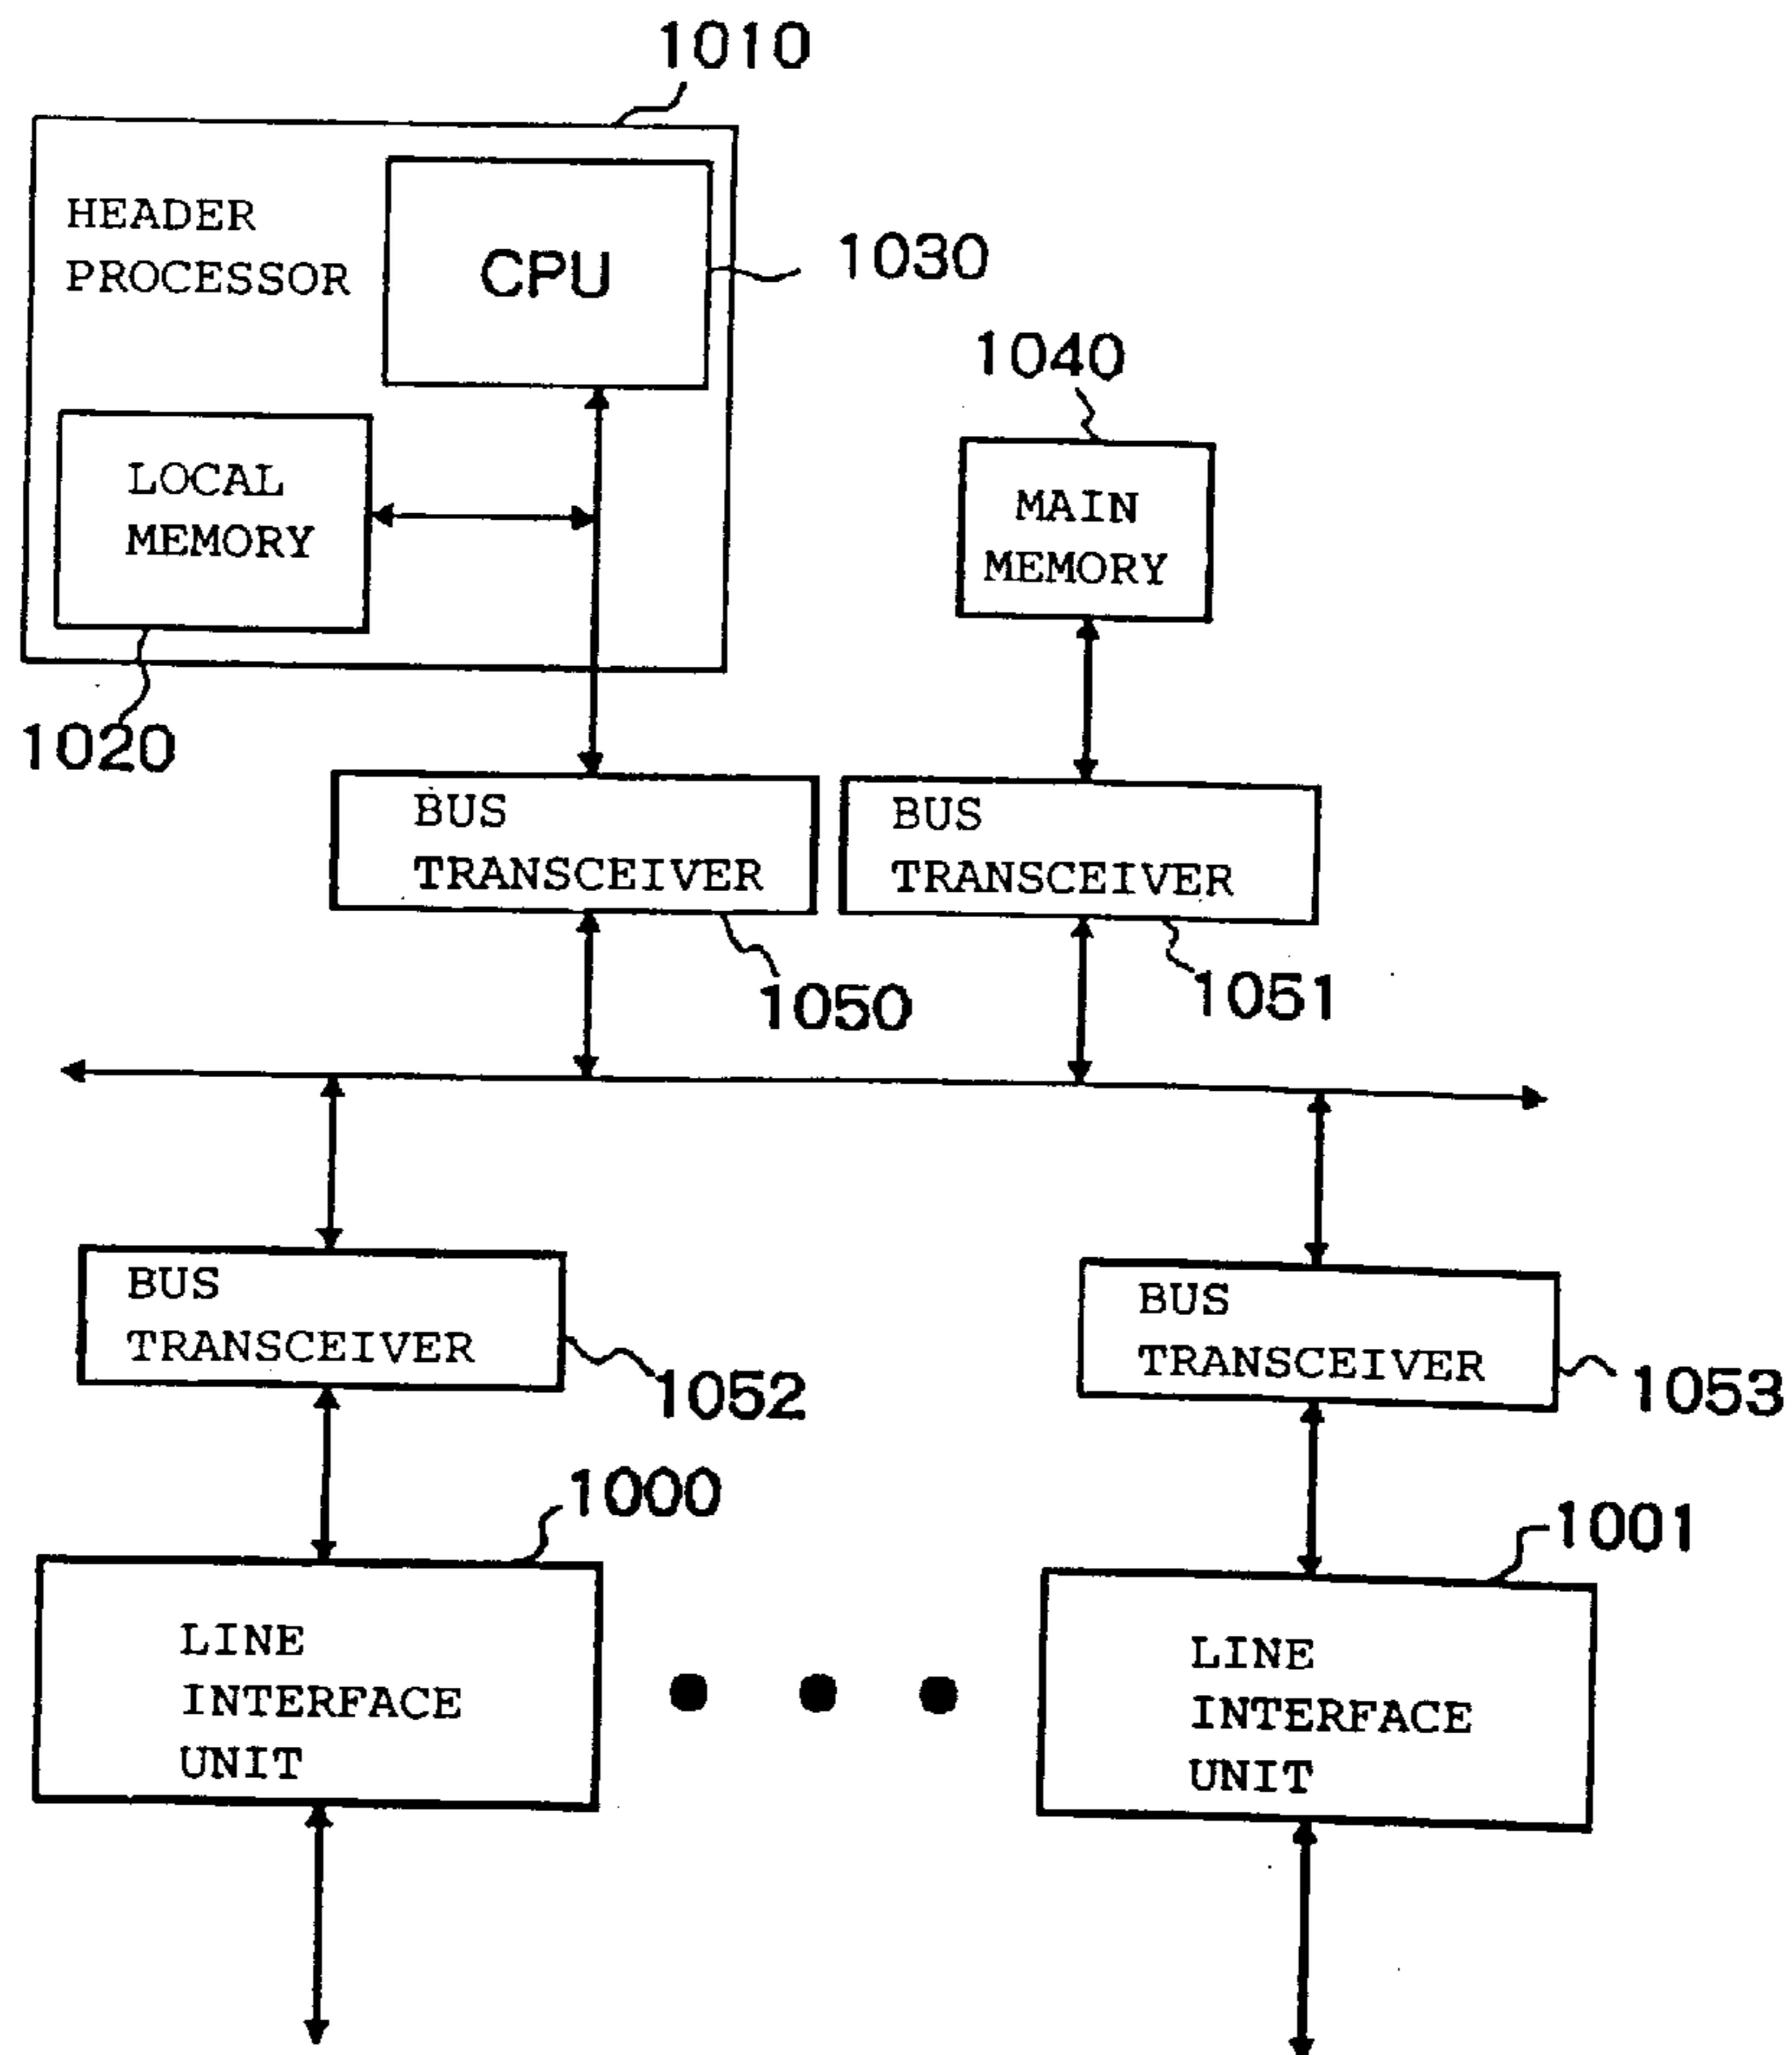 1010
HEADER
PROCESSOR
CPU
1030
LOCAL
MEMORY
1020
1040
MAIN
MEMORY
BUS
TRANSCEIVER
1050
BUS
TRANSCEIVER
1051
BUS
TRANSCEIVER
1052
BUS
TRANSCEIVER
1053
1000
LINE
INTERFACE
UNIT
1001
LINE
INTERFACE
UNIT